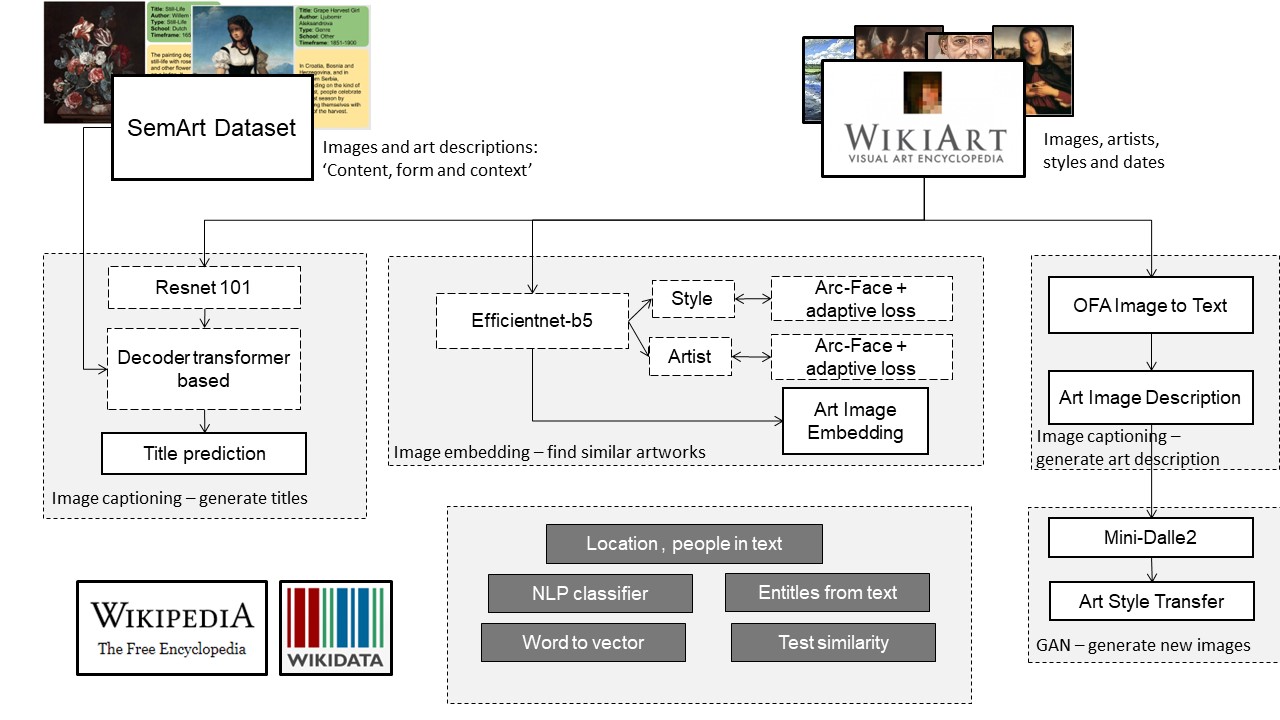 Title: Still-Life
Author: Willem
Type: Still-Life
School: Dutch
Timeframe: 165
The painting dep
still-life with rose
and other flower
Title: Grape Harvest Girl
Author: Ljubomir
Aleksandrova
Type: Genre
School: Other
Timeframe: 1851-1900
In Croatia, Bosnia and
Herzegovina, and in
rn Serbia,
ding on the kind of
t, people celebrate
l season by
ng themselves with
of the harvest.
SemArt Dataset
Images and art descriptions:
‘Content, form and context’
WIKIART
VISUAL ART ENCYCLOPEDIA
Images, artists,
styles and dates
Resnet 101
Decoder transformer
based
Title prediction
Image captioning – generate titles
Efficientnet-b5
Style
Arc-Face +
adaptive loss
Artist
Arc-Face +
adaptive loss
Art Image
Embedding
Image embedding – find similar artworks
OFA Image to Text
Art Image Description
Image captioning –
generate art description
Mini-Dalle2
Art Style Transfer
GAN – generate new images
Location , people in text
NLP classifier
Entitles from text
Word to vector
Test similarity
WIKIPEDIA
The Free Encyclopedia
WIKIDATA